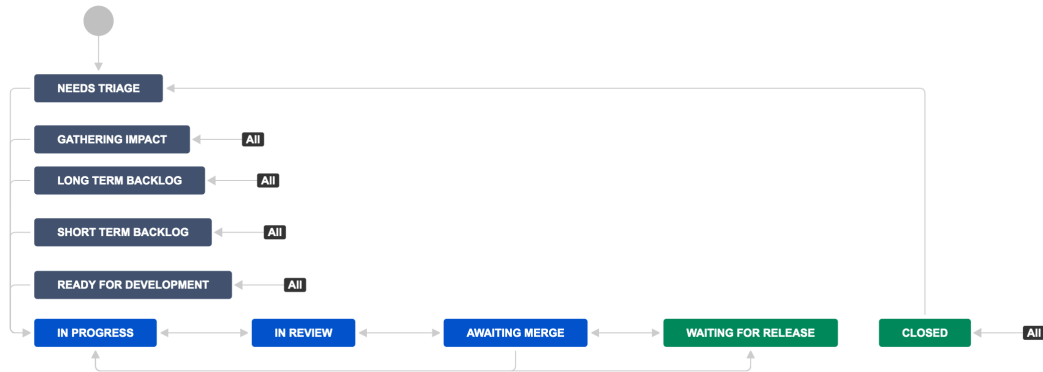 NEEDS TRIAGE
GATHERING IMPACT All
LONG TERM BACKLOG All
SHORT TERM BACKLOG All
READY FOR DEVELOPMENT All
IN PROGRESS IN REVIEW AWAITING MERGE WAITING FOR RELEASE CLOSED All